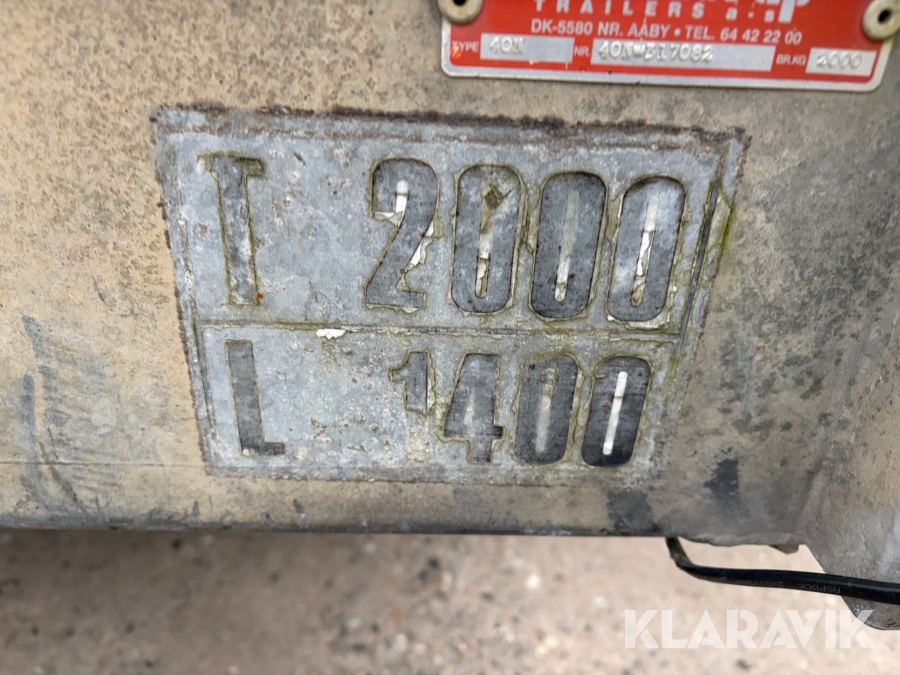 TRAILERS a·s
DK-5580 NR. AABY • TEL. 64 42 22 00
TYPE 40N NR. 40N-317082 BR.KG 2000
T 2000
L 1400
KLARAVIK